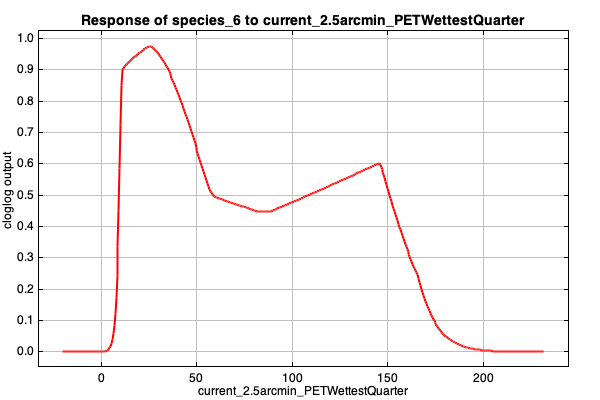 Response of species_6 to current_2.5arcmin_PETWettestQuarter
1.0
0.9
0.8
0.7
0.6
0.5
0.4
0.3
0.2
0.1
0.0
cloglog output
0 50 100 150 200
current_2.5arcmin_PETWettestQuarter